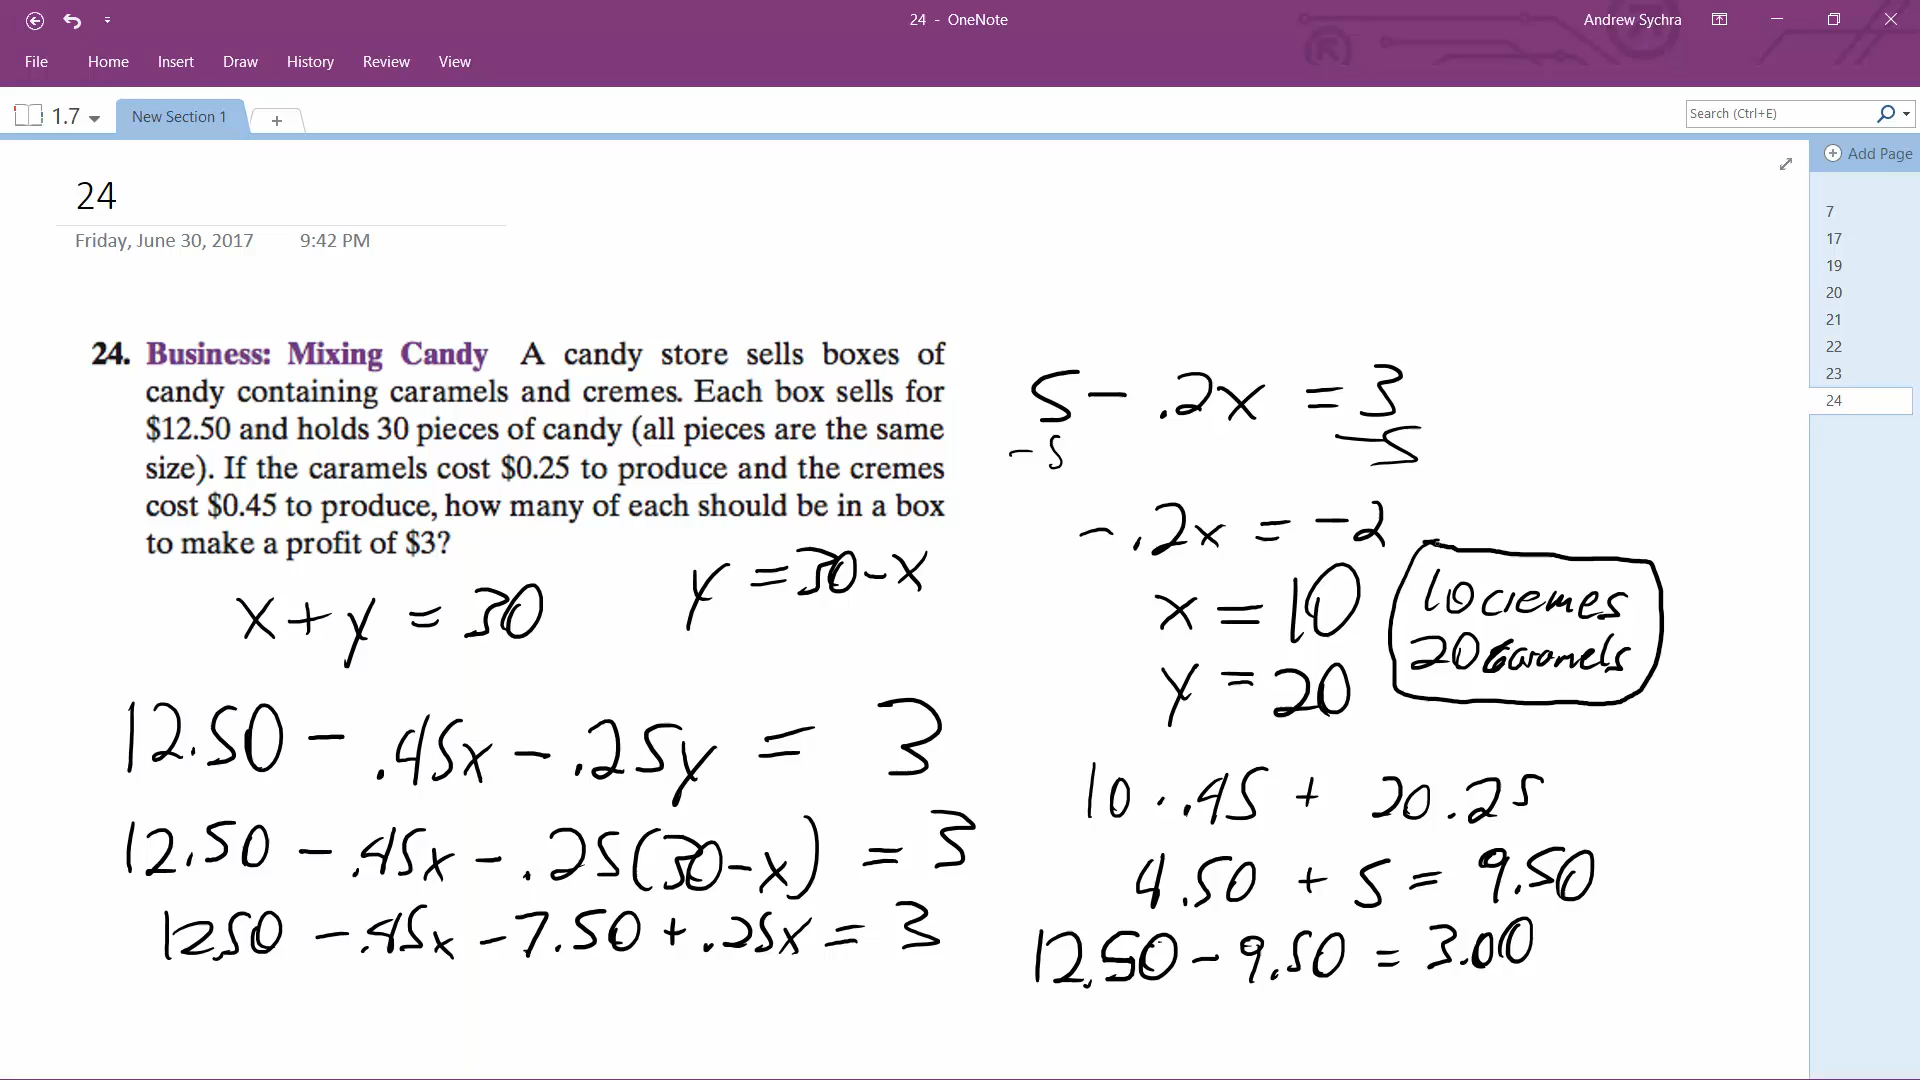 24 - OneNote
Andrew Sychra
File Home Insert Draw History Review View
1.7
New Section 1
+
Search (Ctrl+E)
Add Page
24
Friday, June 30, 2017 9:42 PM
7
17
19
20
21
22
23
24
24. Business: Mixing Candy A candy store sells boxes of
candy containing caramels and cremes. Each box sells for
$12.50 and holds 30 pieces of candy (all pieces are the same
size). If the caramels cost $0.25 to produce and the cremes
cost $0.45 to produce, how many of each should be in a box
to make a profit of $3?
x + y = 30
y = 30 - x
12.50 - .45x - .25y = 3
12.50 - .45x - .25(30 - x) = 3
12.50 - .45x - 7.50 + .25x = 3
5 - .2x = 3
-5 -5
- .2x = -2
x = 10
y = 20
10 cremes
20 caramels
10 · .45 + 20 .25
4.50 + 5 = 9.50
12.50 - 9.50 = 3.00